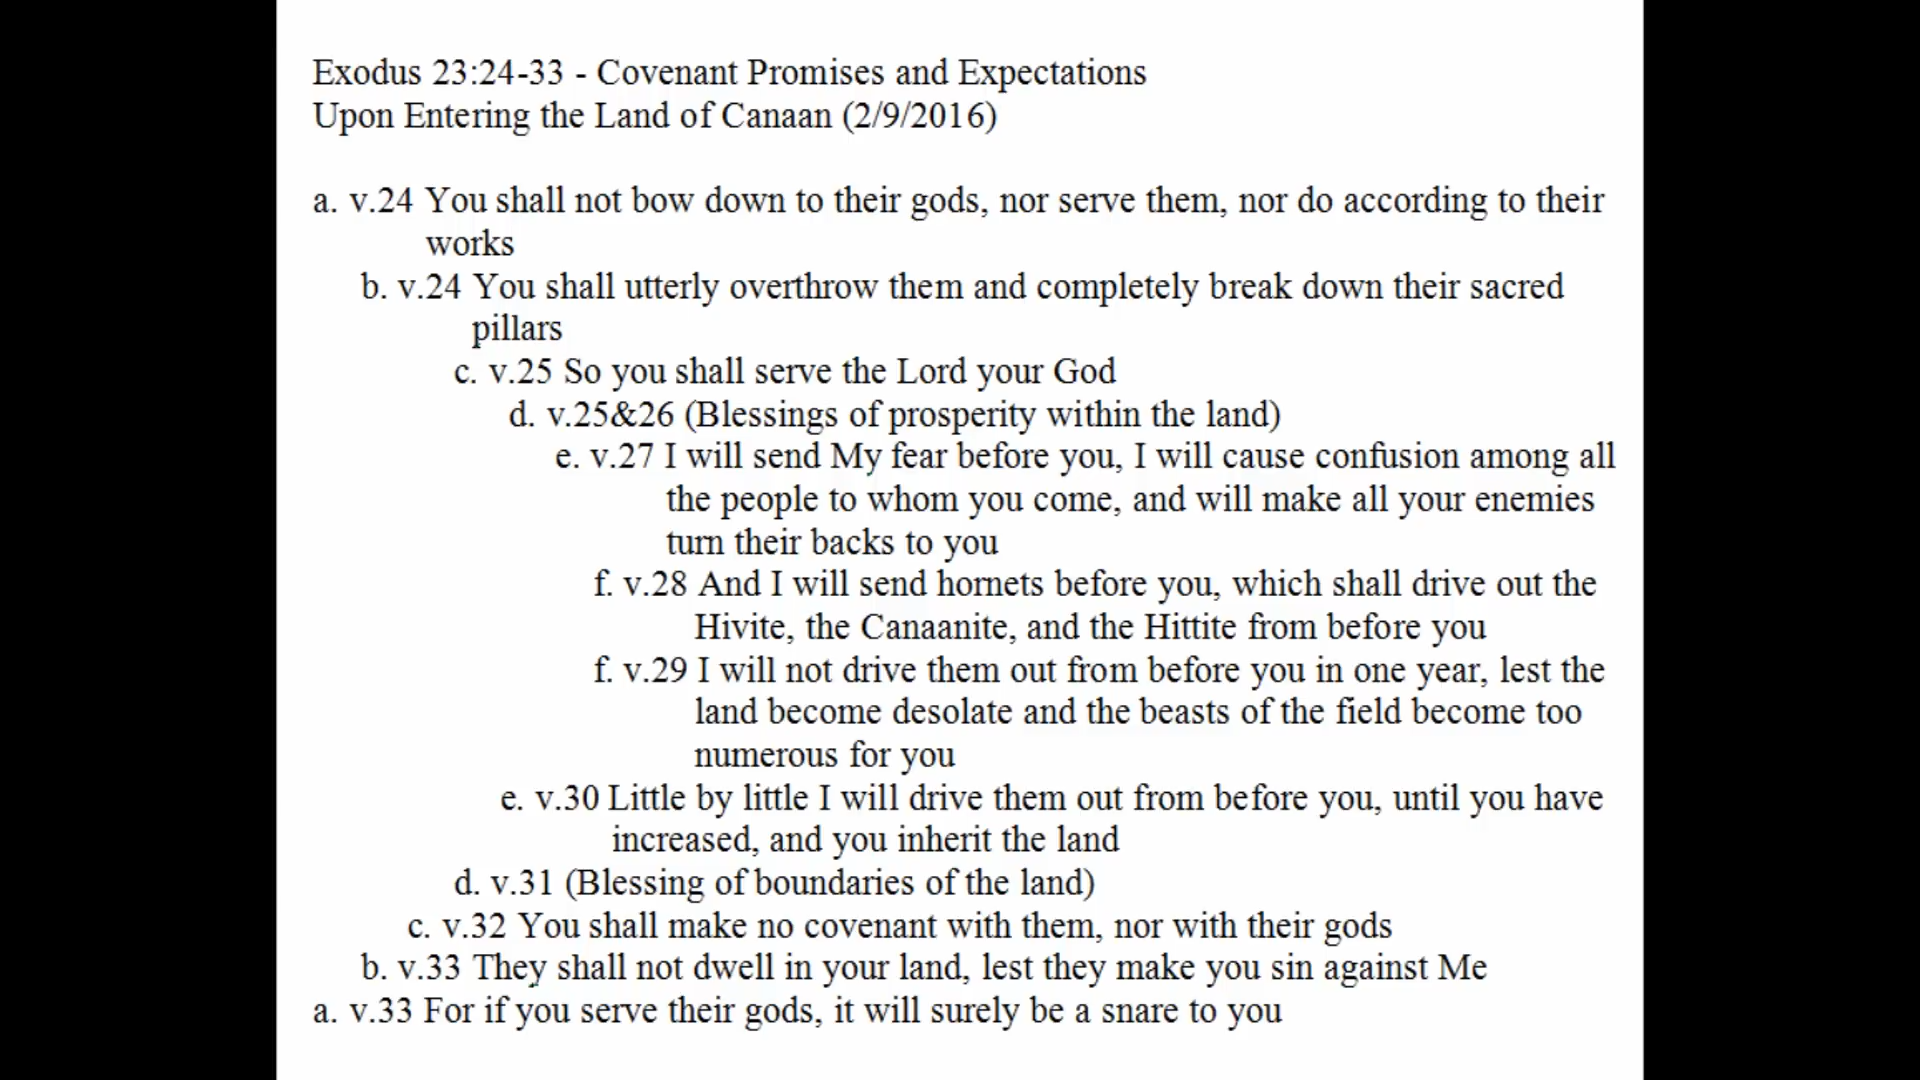 Exodus 23:24-33 - Covenant Promises and Expectations
Upon Entering the Land of Canaan (2/9/2016)
a. v.24 You shall not bow down to their gods, nor serve them, nor do according to their
works
b. v.24 You shall utterly overthrow them and completely break down their sacred
pillars
c. v.25 So you shall serve the Lord your God
d. v.25&26 (Blessings of prosperity within the land)
e. v.27 I will send My fear before you, I will cause confusion among all
the people to whom you come, and will make all your enemies
turn their backs to you
f. v.28 And I will send hornets before you, which shall drive out the
Hivite, the Canaanite, and the Hittite from before you
f. v.29 I will not drive them out from before you in one year, lest the
land become desolate and the beasts of the field become too
numerous for you
e. v.30 Little by little I will drive them out from before you, until you have
increased, and you inherit the land
d. v.31 (Blessing of boundaries of the land)
c. v.32 You shall make no covenant with them, nor with their gods
b. v.33 They shall not dwell in your land, lest they make you sin against Me
a. v.33 For if you serve their gods, it will surely be a snare to you